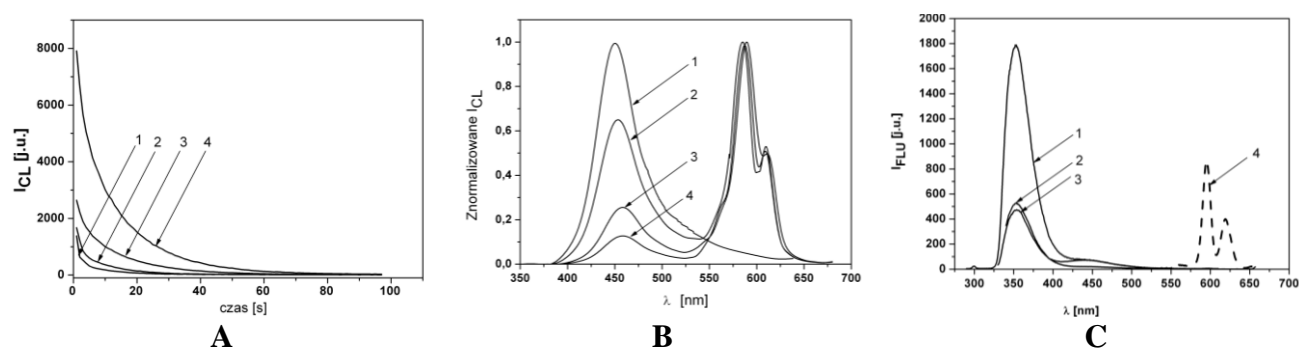 8000
6000
4000
2000
0
I_CL [j.u.]
1 2 3 4
0 20 40 60 80 100
czas [s]
A
1,0
0,8
0,6
0,4
0,2
0,0
Znormalizowane I_CL
1
2
3
4
350 400 450 500 550 600 650 700
λ [nm]
B
2000
1800
1600
1400
1200
1000
800
600
400
200
0
I_FLU [j.u.]
1
2
3
4
300 350 400 450 500 550 600 650 700
λ [nm]
C